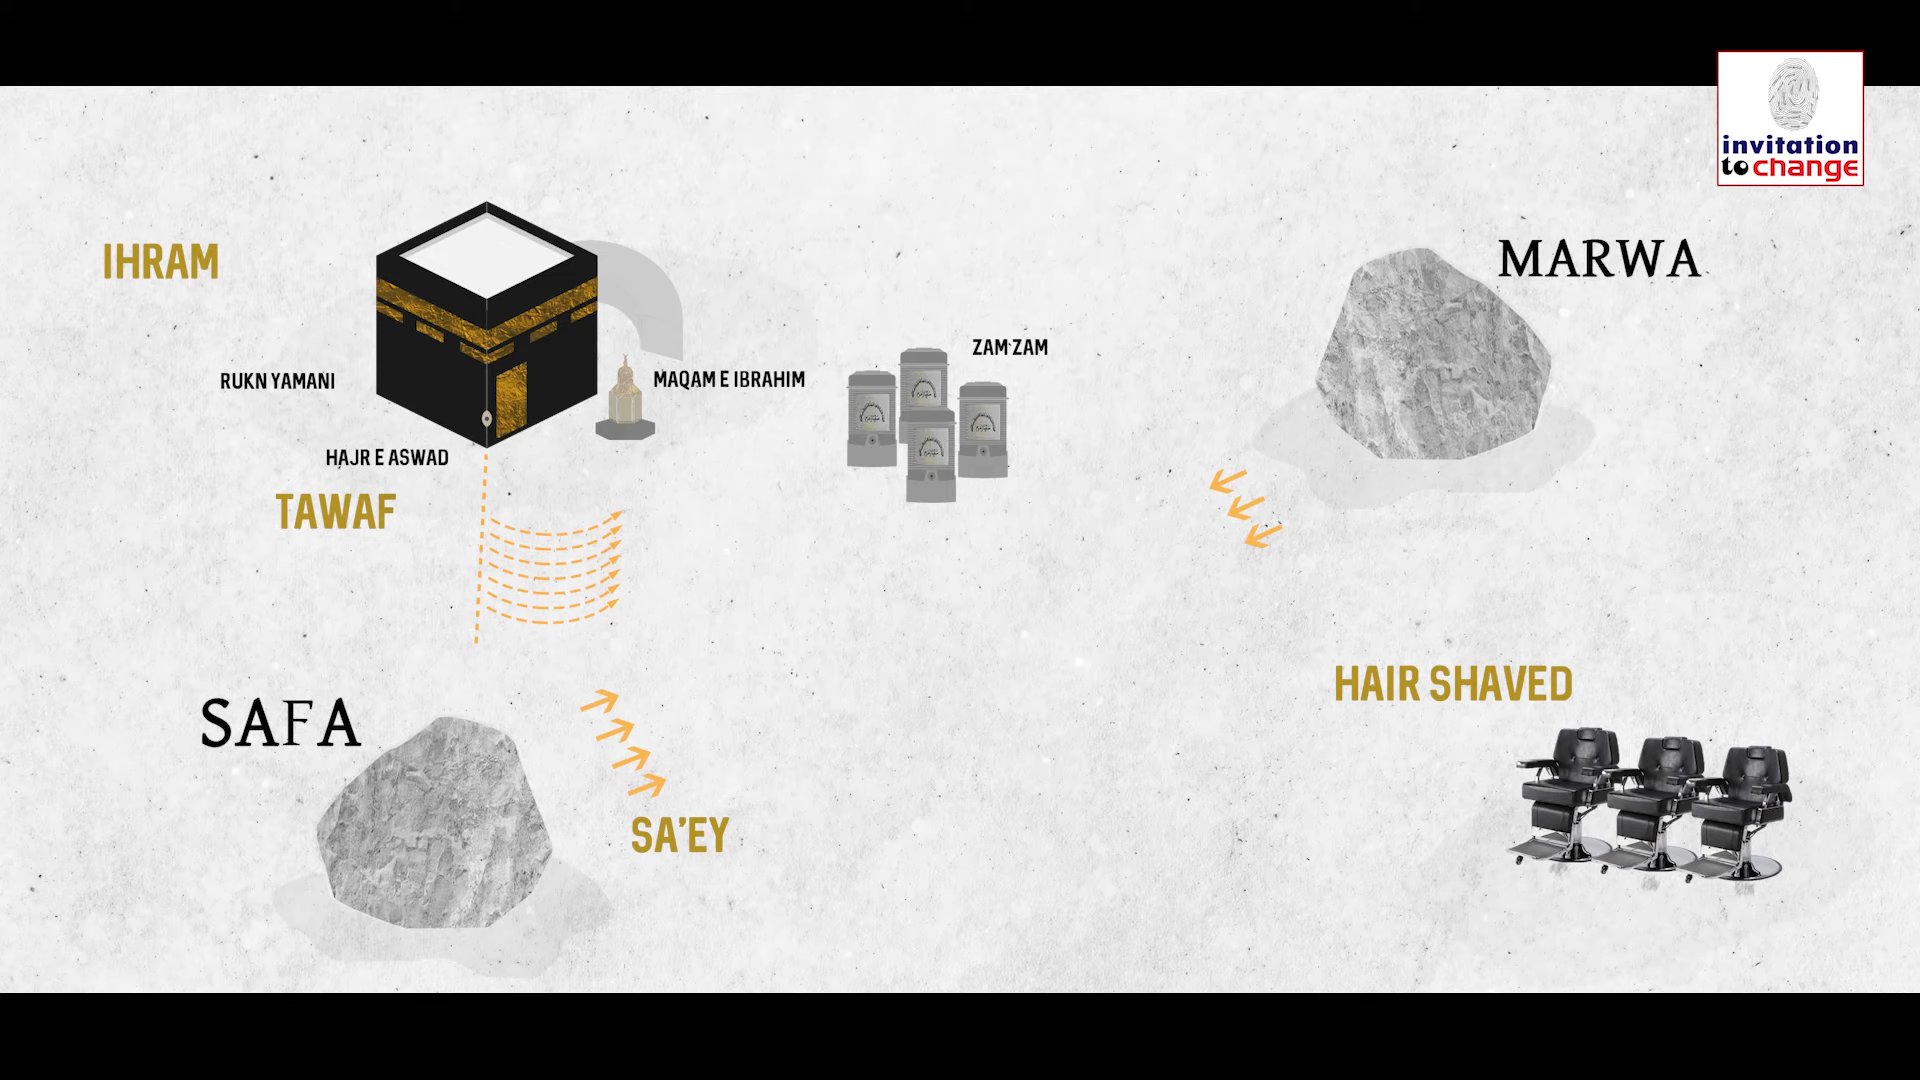 invitation
to change
IHRAM
MARWA
ZAM ZAM
RUKN YAMANI
MAQAM E IBRAHIM
HAJR E ASWAD
TAWAF
HAIR SHAVED
SAFA
SA'EY